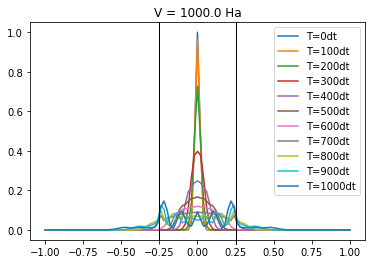 V = 1000.0 Ha
1.0
0.8
0.6
0.4
0.2
0.0
-1.00 -0.75 -0.50 -0.25 0.00 0.25 0.50 0.75 1.00
T=0dt
T=100dt
T=200dt
T=300dt
T=400dt
T=500dt
T=600dt
T=700dt
T=800dt
T=900dt
T=1000dt